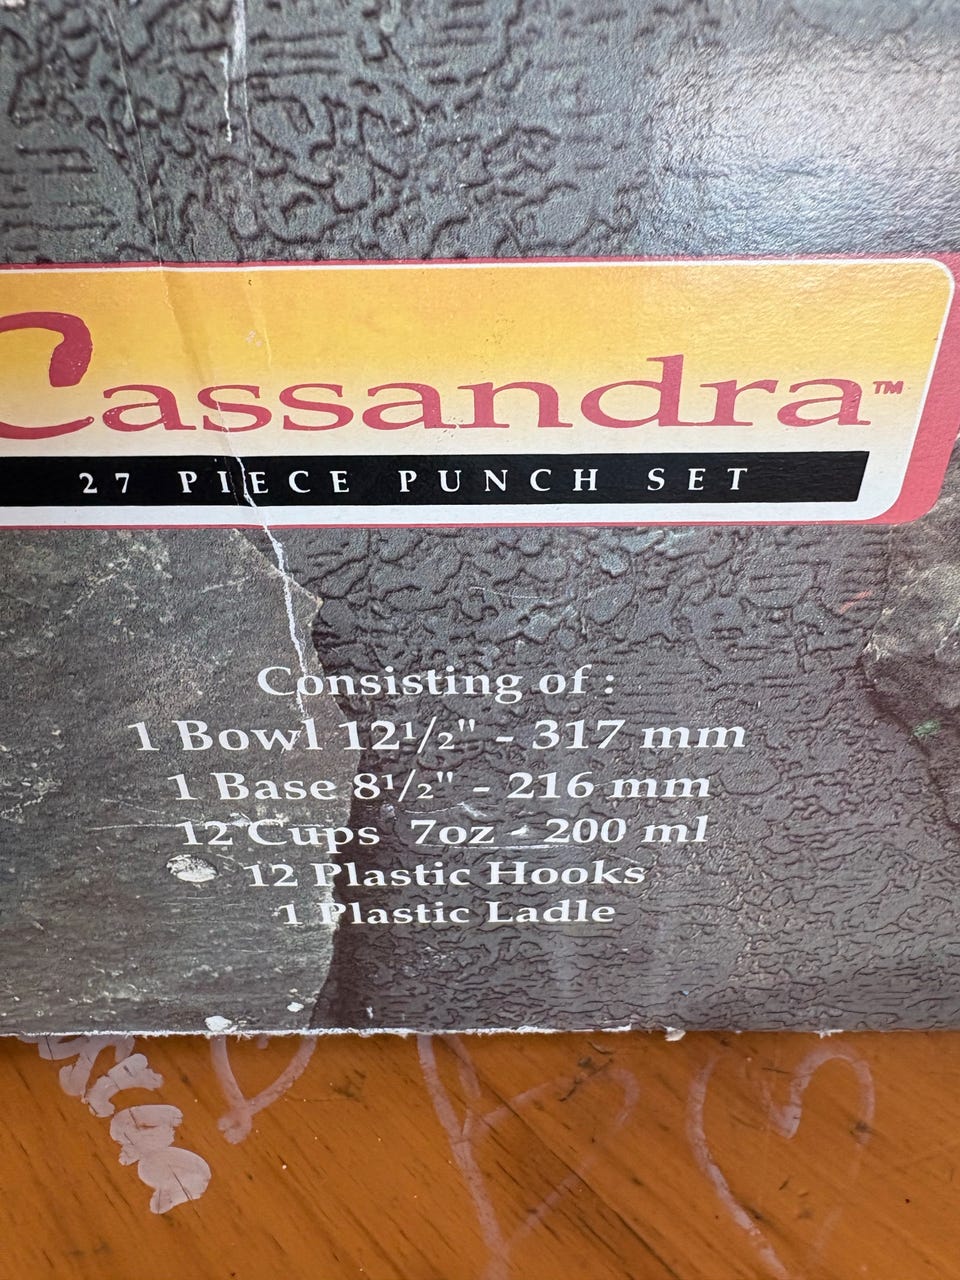 Cassandra™
27 PIECE PUNCH SET
Consisting of :
1 Bowl 12½" - 317 mm
1 Base 8½" - 216 mm
12 Cups 7oz - 200 ml
12 Plastic Hooks
1 Plastic Ladle